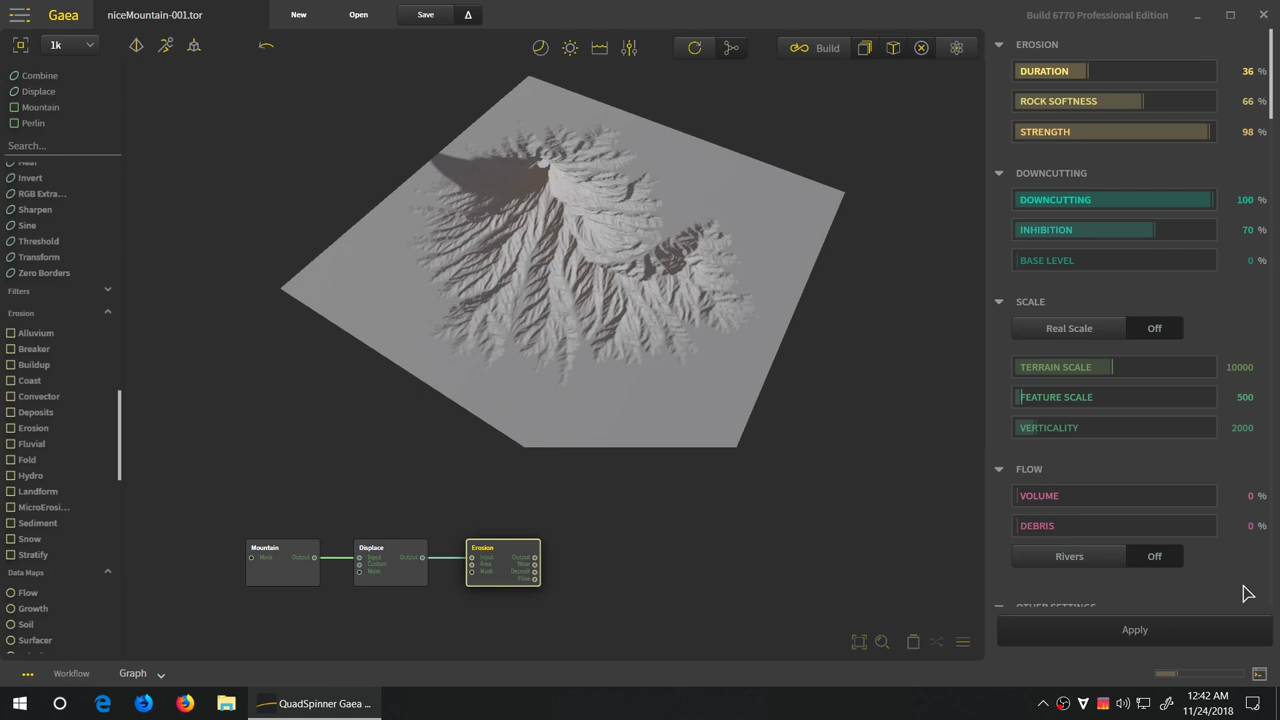 Gaea
niceMountain-001.tor
New
Open
Save
Build 6770 Professional Edition
1k
Build
Combine
Displace
Mountain
Perlin
Search...
Invert
RGB Extra...
Sharpen
Sine
Threshold
Transform
Zero Borders
Filters
Erosion
Alluvium
Breaker
Buildup
Coast
Convector
Deposits
Erosion
Fluvial
Fold
Hydro
Landform
MicroErosi...
Sediment
Snow
Stratify
Data Maps
Flow
Growth
Soil
Surfacer
Mountain
Mask Output
Displace
Input Output
Custom
Mask
Erosion
Input Output
Area Wear
Mask Deposit
Flow
EROSION
DURATION 36 %
ROCK SOFTNESS 66 %
STRENGTH 98 %
DOWNCUTTING
DOWNCUTTING 100 %
INHIBITION 70 %
BASE LEVEL 0 %
SCALE
Real Scale Off
TERRAIN SCALE 10000
FEATURE SCALE 500
VERTICALITY 2000
FLOW
VOLUME 0 %
DEBRIS 0 %
Rivers Off
OTHER SETTINGS
Apply
Workflow
Graph
QuadSpinner Gaea ...
12:42 AM
11/24/2018